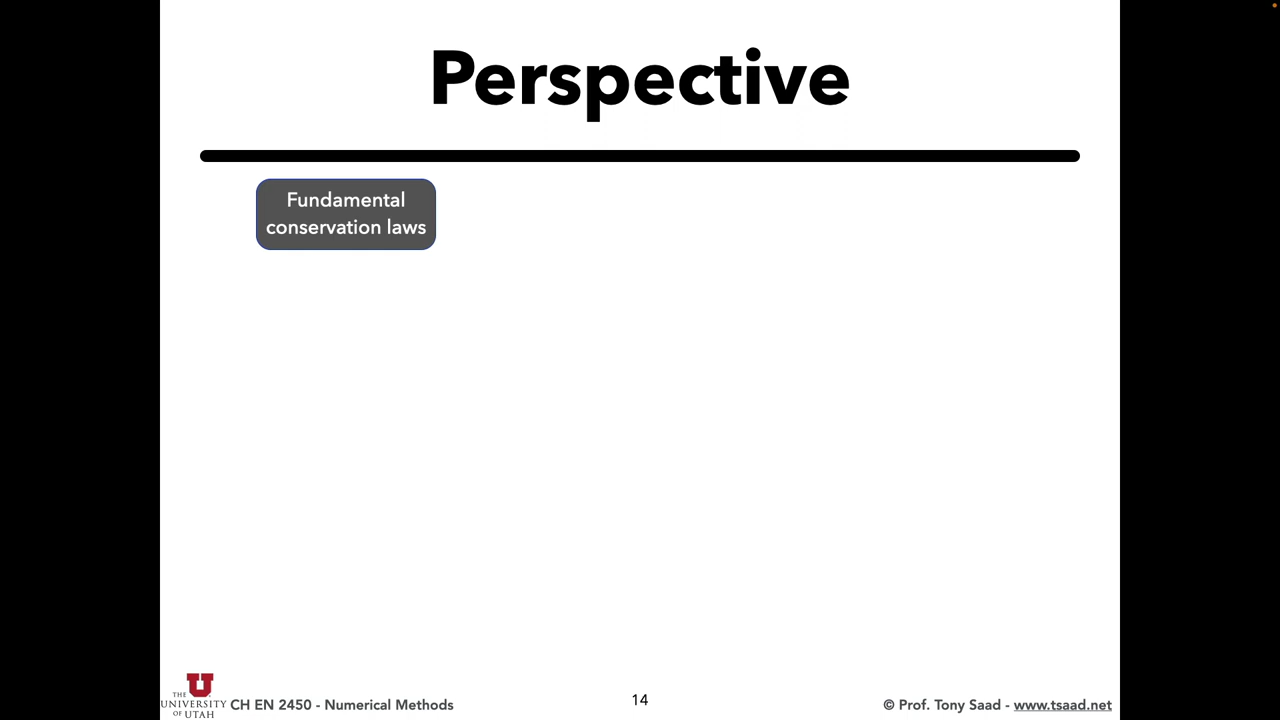 Perspective
Fundamental
conservation laws
THE
UNIVERSITY
OF UTAH
CH EN 2450 - Numerical Methods
14
© Prof. Tony Saad - www.tsaad.net